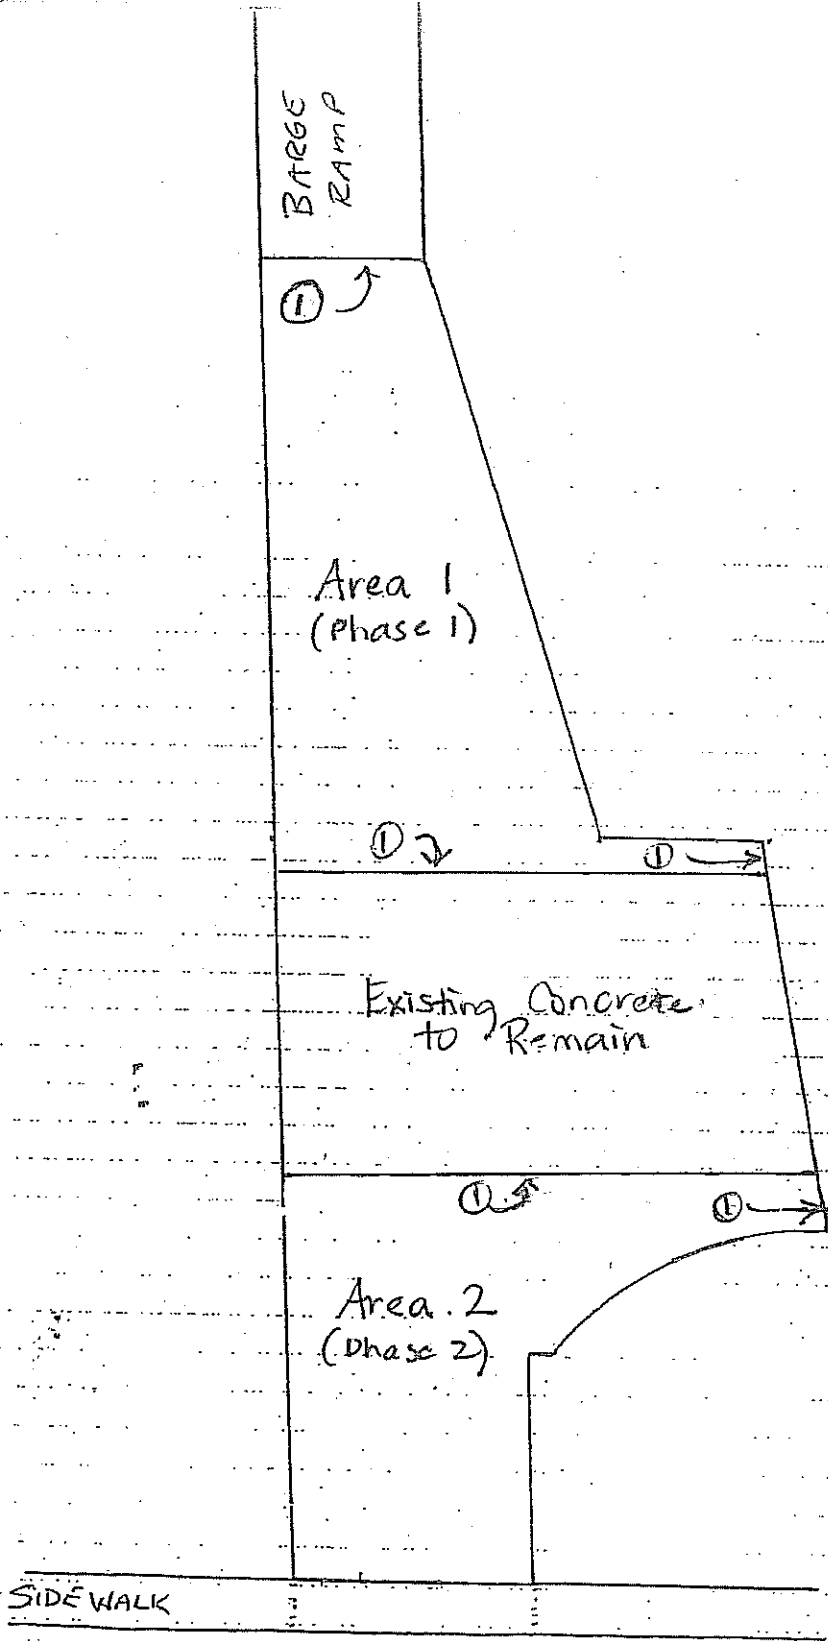 BARGE
RAMP
①
Area 1
(Phase 1)
①
①
Existing Concrete
to Remain
①
①
Area 2
(Phase 2)
SIDEWALK